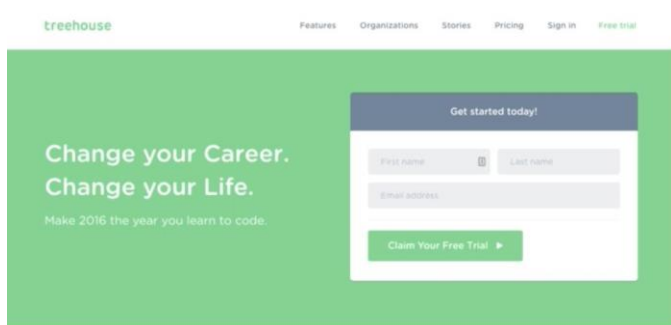 treehouse
Features Organizations Stories Pricing Sign in Free trial
Get started today!
Change your Career.
Change your Life.
Make 2016 the year you learn to code.
First name Last name
Email address
Claim Your Free Trial